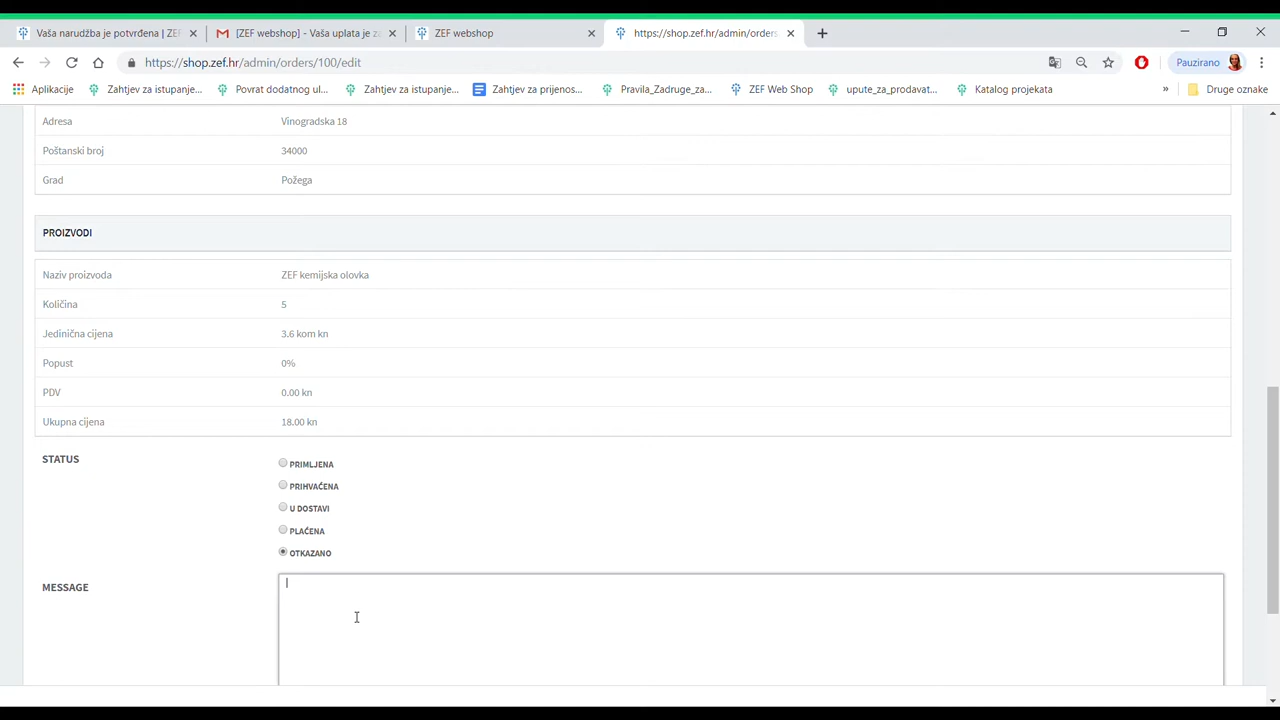 Vaša narudžba je potvrđena | ZEF
[ZEF webshop] - Vaša uplata je za
ZEF webshop
https://shop.zef.hr/admin/orders
https://shop.zef.hr/admin/orders/100/edit
Pauzirano
Aplikacije
Zahtjev za istupanje...
Povrat dodatnog ul...
Zahtjev za istupanje...
Zahtjev za prijenos...
Pravila_Zadruge_za...
ZEF Web Shop
upute_za_prodavat...
Katalog projekata
»
Druge oznake
Adresa Vinogradska 18
Poštanski broj 34000
Grad Požega
PROIZVODI
Naziv proizvoda ZEF kemijska olovka
Količina 5
Jedinična cijena 3.6 kom kn
Popust 0%
PDV 0.00 kn
Ukupna cijena 18.00 kn
STATUS
PRIMLJENA
PRIHVAĆENA
U DOSTAVI
PLAĆENA
OTKAZANO
MESSAGE